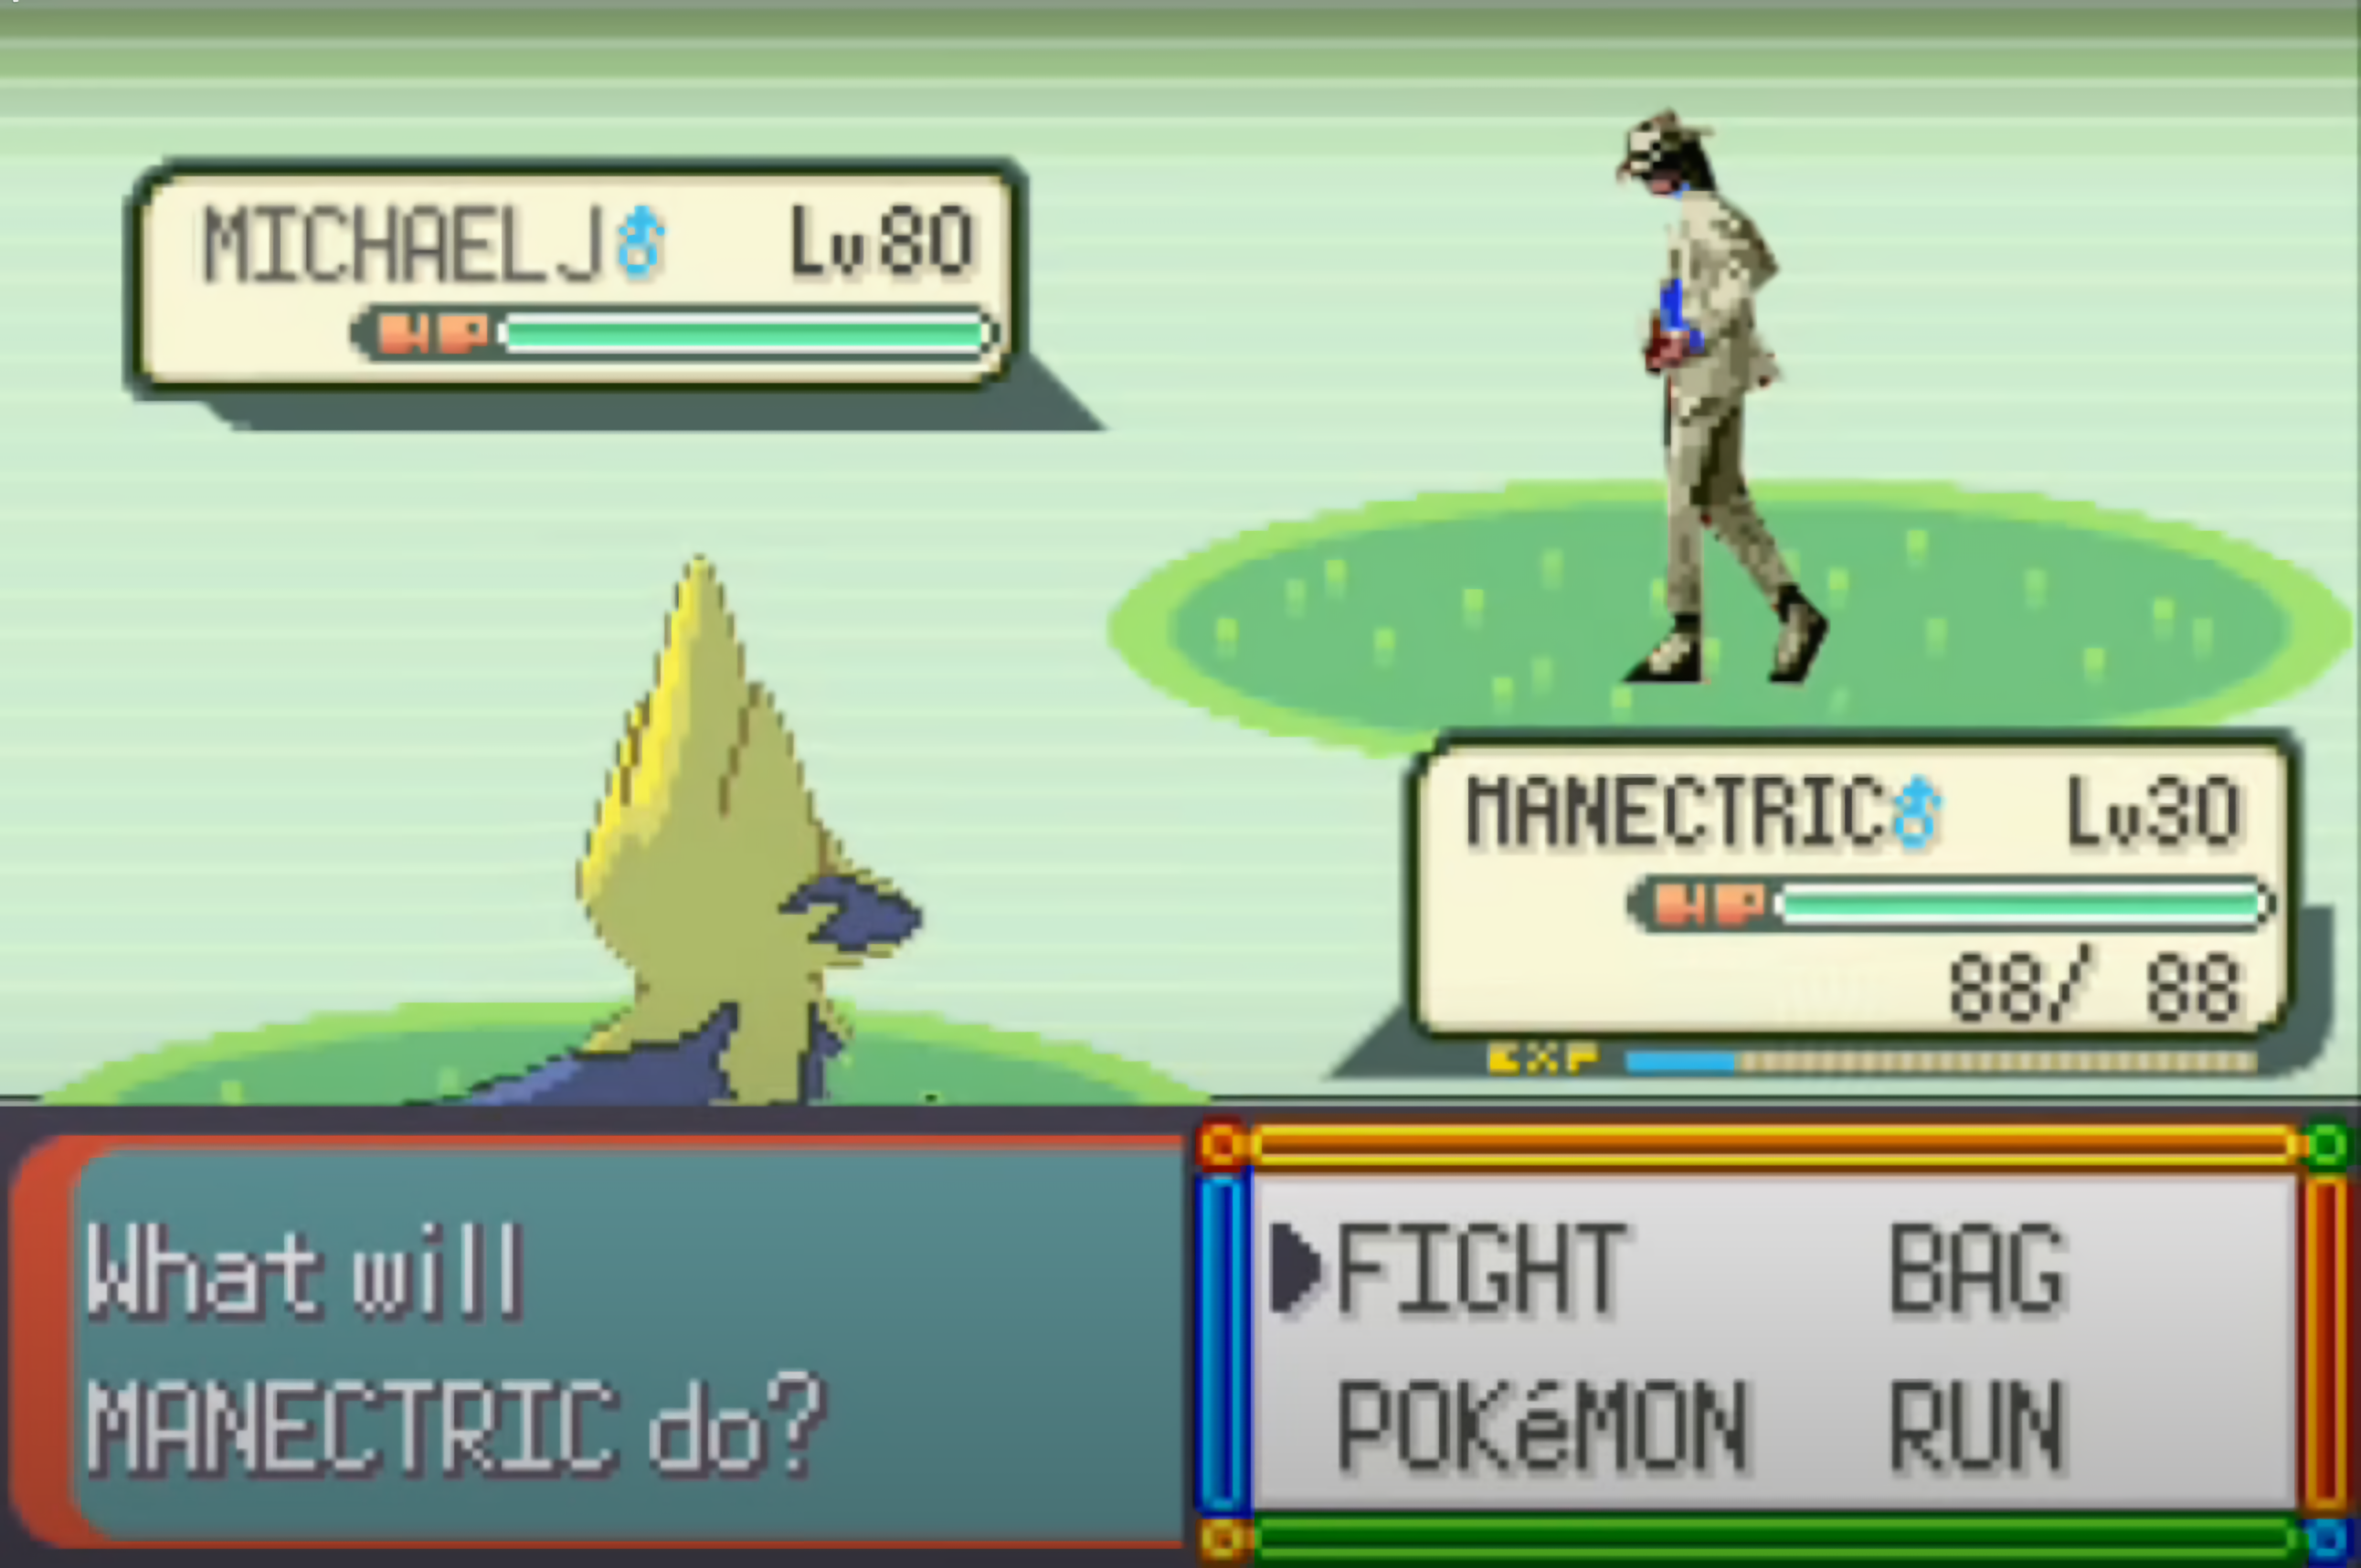 MICHAELJ♂ Lv80
HP
MANECTRIC♂ Lv30
HP
88/ 88
EXP
What will
MANECTRIC do?
FIGHT BAG
POKéMON RUN